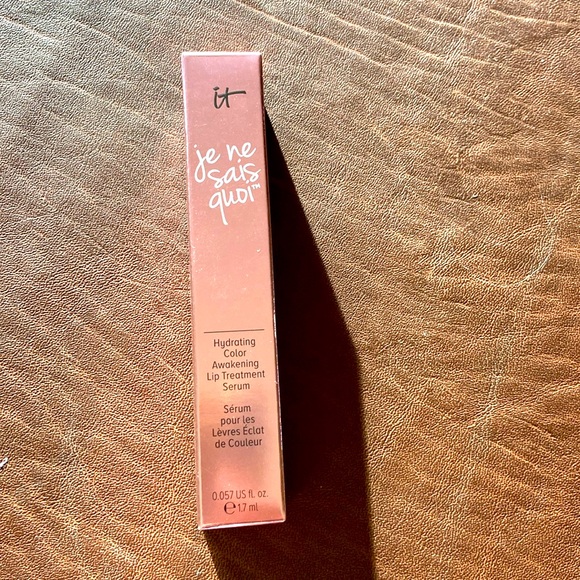 it
je ne
sais
quoi™
Hydrating
Color
Awakening
Lip Treatment
Serum
Sérum
pour les
Lèvres Éclat
de Couleur
0.057 US fl. oz.
℮ 1.7 ml